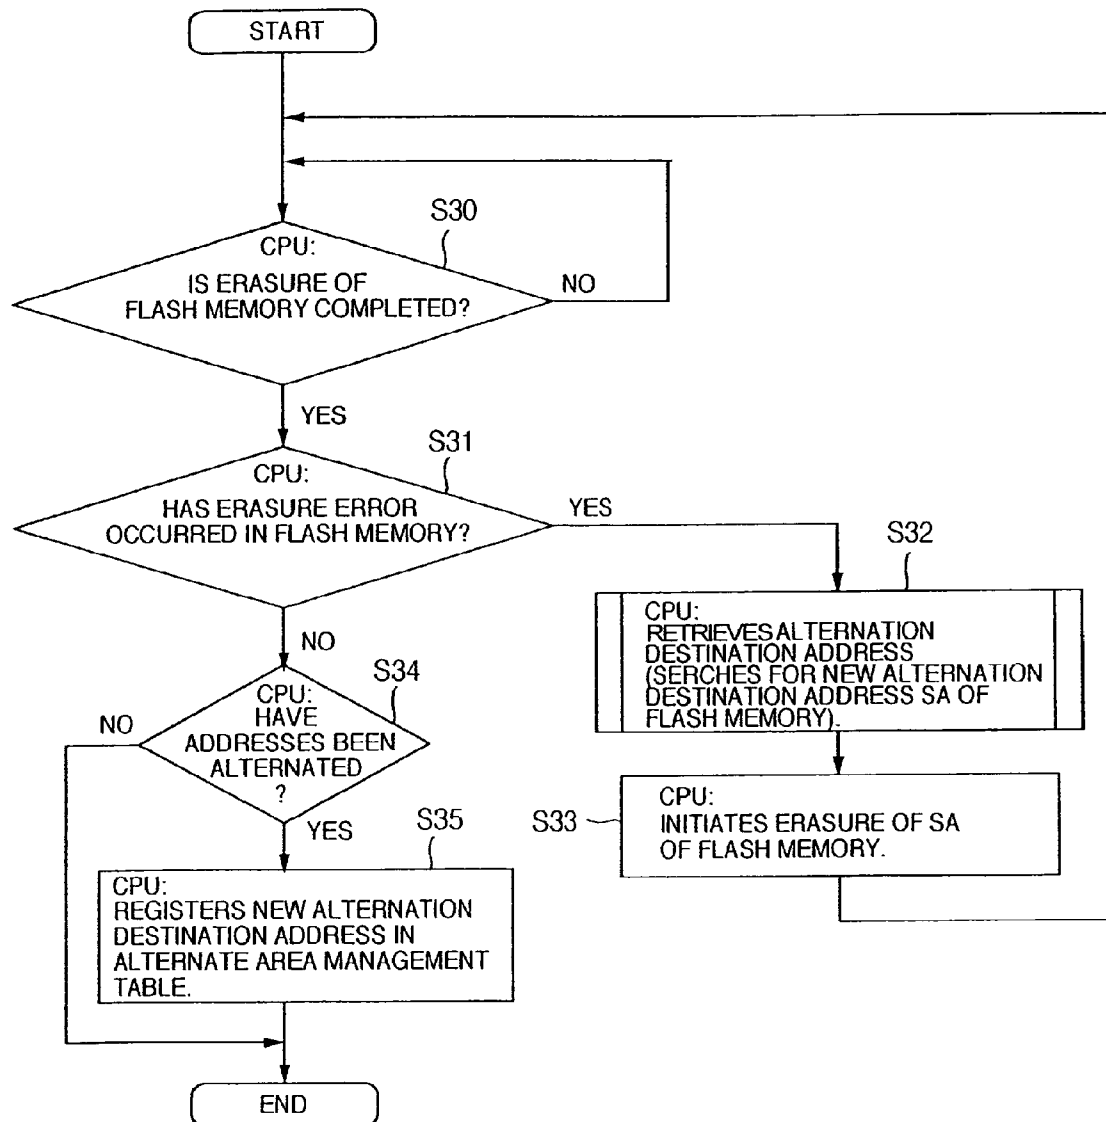 START
S30
CPU:
IS ERASURE OF
FLASH MEMORY COMPLETED?
NO
YES
S31
CPU:
HAS ERASURE ERROR
OCCURRED IN FLASH MEMORY?
YES
NO
S32
CPU:
RETRIEVES ALTERNATION
DESTINATION ADDRESS
(SERCHES FOR NEW ALTERNATION
DESTINATION ADDRESS SA OF
FLASH MEMORY).
S33
CPU:
INITIATES ERASURE OF SA
OF FLASH MEMORY.
S34
CPU:
HAVE
ADDRESSES BEEN
ALTERNATED
?
NO
YES
S35
CPU:
REGISTERS NEW ALTERNATION
DESTINATION ADDRESS IN
ALTERNATE AREA MANAGEMENT
TABLE.
END